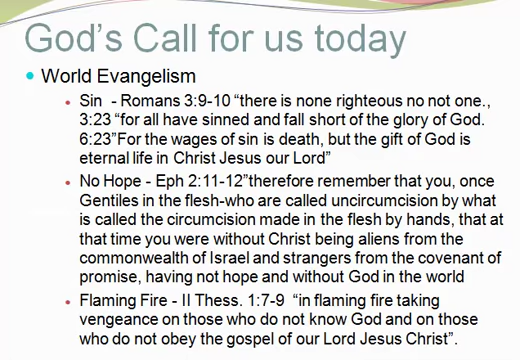 God's Call for us today
• World Evangelism
• Sin - Romans 3:9-10 “there is none righteous no not one.,
3:23 “for all have sinned and fall short of the glory of God.
6:23”For the wages of sin is death, but the gift of God is
eternal life in Christ Jesus our Lord”
• No Hope - Eph 2:11-12”therefore remember that you, once
Gentiles in the flesh-who are called uncircumcision by what
is called the circumcision made in the flesh by hands, that at
that time you were without Christ being aliens from the
commonwealth of Israel and strangers from the covenant of
promise, having not hope and without God in the world
• Flaming Fire - II Thess. 1:7-9 “in flaming fire taking
vengeance on those who do not know God and on those
who do not obey the gospel of our Lord Jesus Christ”.